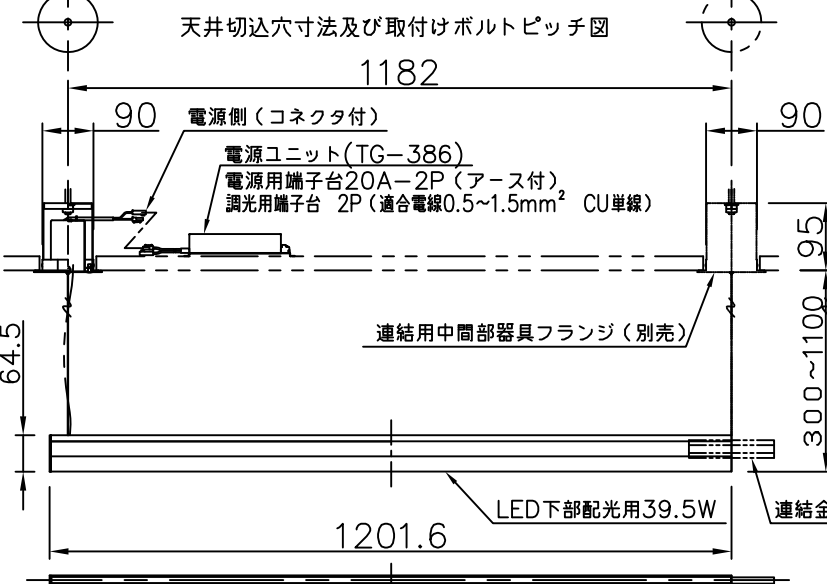 天井切込穴寸法及び取付けボルトピッチ図
1182
90
電源側(コネクタ付)
90
電源ユニット(TG-386)
電源用端子台20A-2P(アース付)
調光用端子台 2P(適合電線0.5~1.5mm² CU単線)
95
連結用中間部器具フランジ(別売)
64.5
300~1100
LED下部配光用39.5W
連結金
1201.6